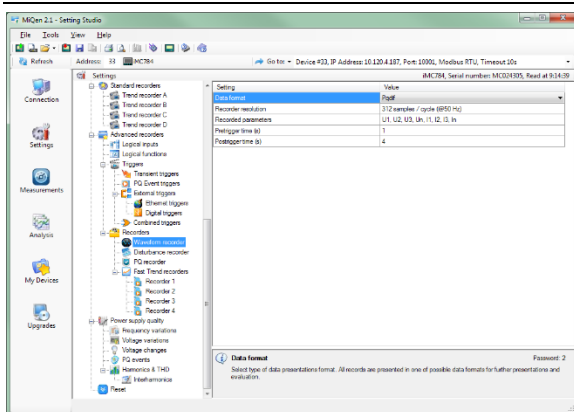 MiQen 2.1 - Setting Studio
File Tools View Help
Refresh Address: 33 MC784 Go to: Device #33, IP Address: 10.120.4.187, Port: 10001, Modbus RTU, Timeout 10s
Settings iMC784, Serial number: MC024305, Read at 9:14:39
Connection
Settings
Measurements
Analysis
My Devices
Upgrades
Standard recorders
Trend recorder A
Trend recorder B
Trend recorder C
Trend recorder D
Advanced recorders
Logical inputs
Logical functions
Triggers
Transient triggers
PQ Event triggers
External triggers
Ethernet triggers
Digital triggers
Combined triggers
Recorders
Waveform recorder
Disturbance recorder
PQ recorder
Fast Trend recorders
Recorder 1
Recorder 2
Recorder 3
Recorder 4
Power supply quality
Frequency variations
Voltage variations
Voltage changes
PQ events
Harmonics & THD
Interharmonics
Reset
Setting Value
Data format Pqdif
Recorder resolution 312 samples / cycle (@50 Hz)
Recorded parameters U1, U2, U3, Un, I1, I2, I3, In
Pretrigger time (s) 1
Postrigger time (s) 4
Data format Password: 2
Select type of data presentations format. All records are presented in one of possible data formats for further presentations and
evaluation.